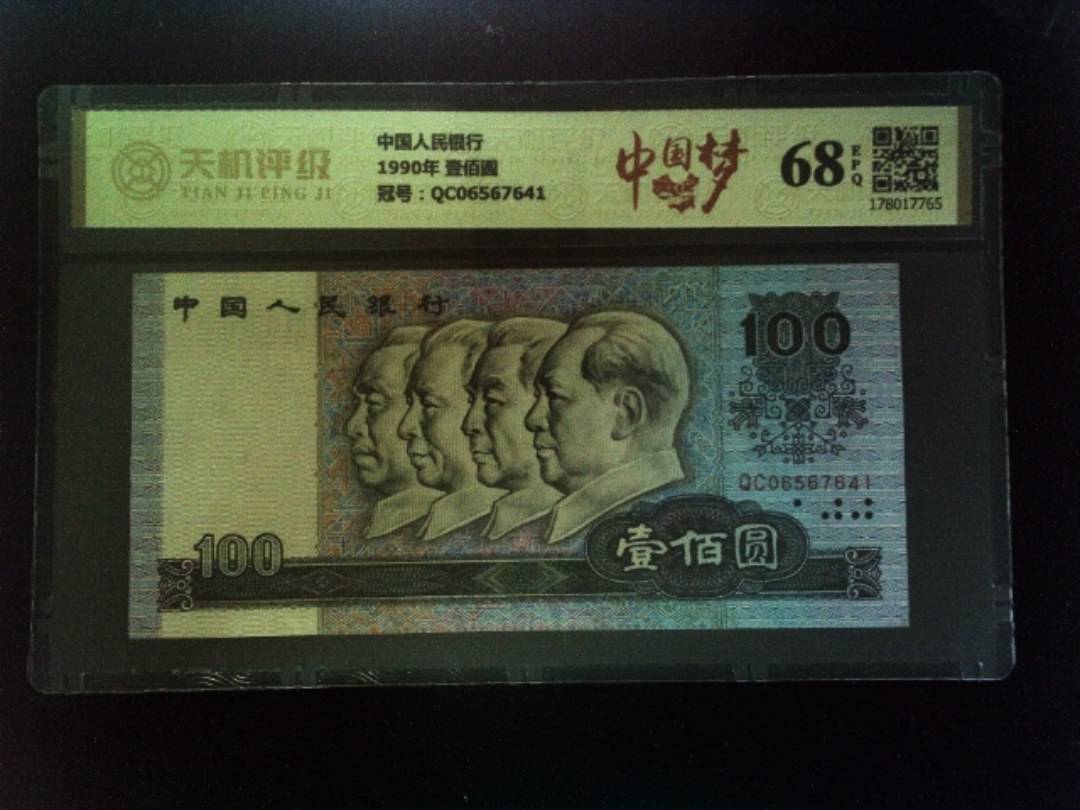 天机评级
TIAN JI PING JI
中国人民银行
1990年 壹佰圆
冠号：QC06567641
中国梦
68
EPQ
178017765
中国人民银行
100
QC06567641
100
壹佰圆